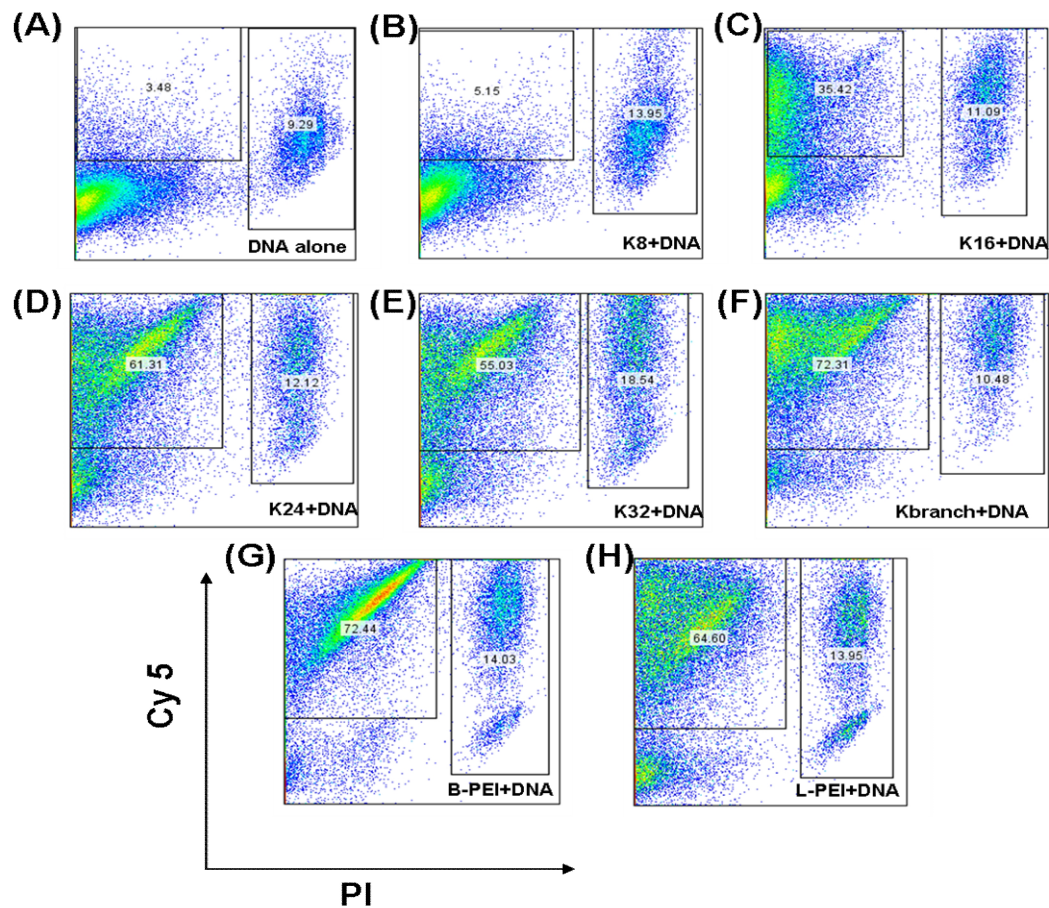 (A)
3.48
9.29
DNA alone
(B)
5.15
13.95
K8+DNA
(C)
35.42
11.09
K16+DNA
(D)
61.31
12.12
K24+DNA
(E)
55.03
18.54
K32+DNA
(F)
72.31
10.48
Kbranch+DNA
(G)
72.44
14.03
B-PEI+DNA
(H)
64.60
13.95
L-PEI+DNA
Cy 5
PI